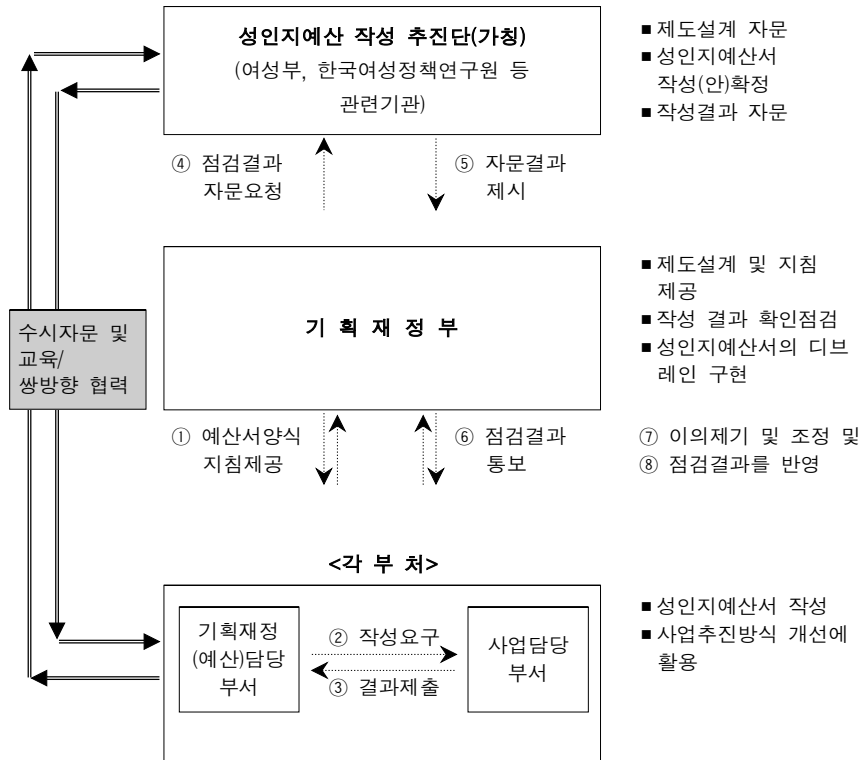 성인지예산 작성 추진단(가칭)
(여성부, 한국여성정책연구원 등
관련기관)
■ 제도설계 자문
■ 성인지예산서
작성(안)확정
■ 작성결과 자문
④ 점검결과
자문요청
⑤ 자문결과
제시
기 획 재 정 부
■ 제도설계 및 지침
제공
■ 작성 결과 확인점검
■ 성인지예산서의 디브
레인 구현
수시자문 및
교육/
쌍방향 협력
① 예산서양식
지침제공
⑥ 점검결과
통보
⑦ 이의제기 및 조정 및
⑧ 점검결과를 반영
<각 부 처>
기획재정
(예산)담당
부서
② 작성요구
③ 결과제출
사업담당
부서
■ 성인지예산서 작성
■ 사업추진방식 개선에
활용